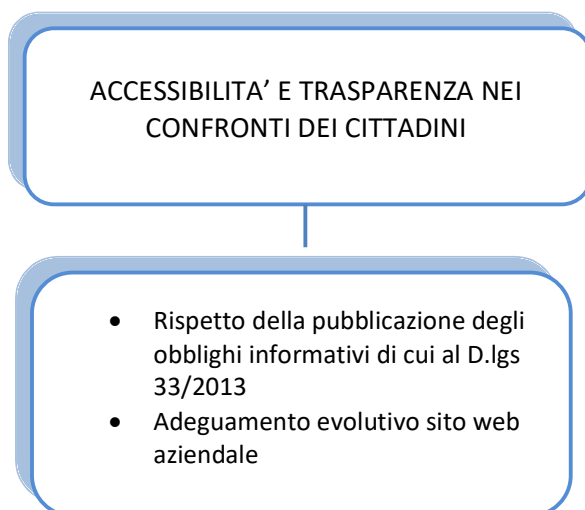 ACCESSIBILITA’ E TRASPARENZA NEI
CONFRONTI DEI CITTADINI
• Rispetto della pubblicazione degli
obblighi informativi di cui al D.lgs
33/2013
• Adeguamento evolutivo sito web
aziendale